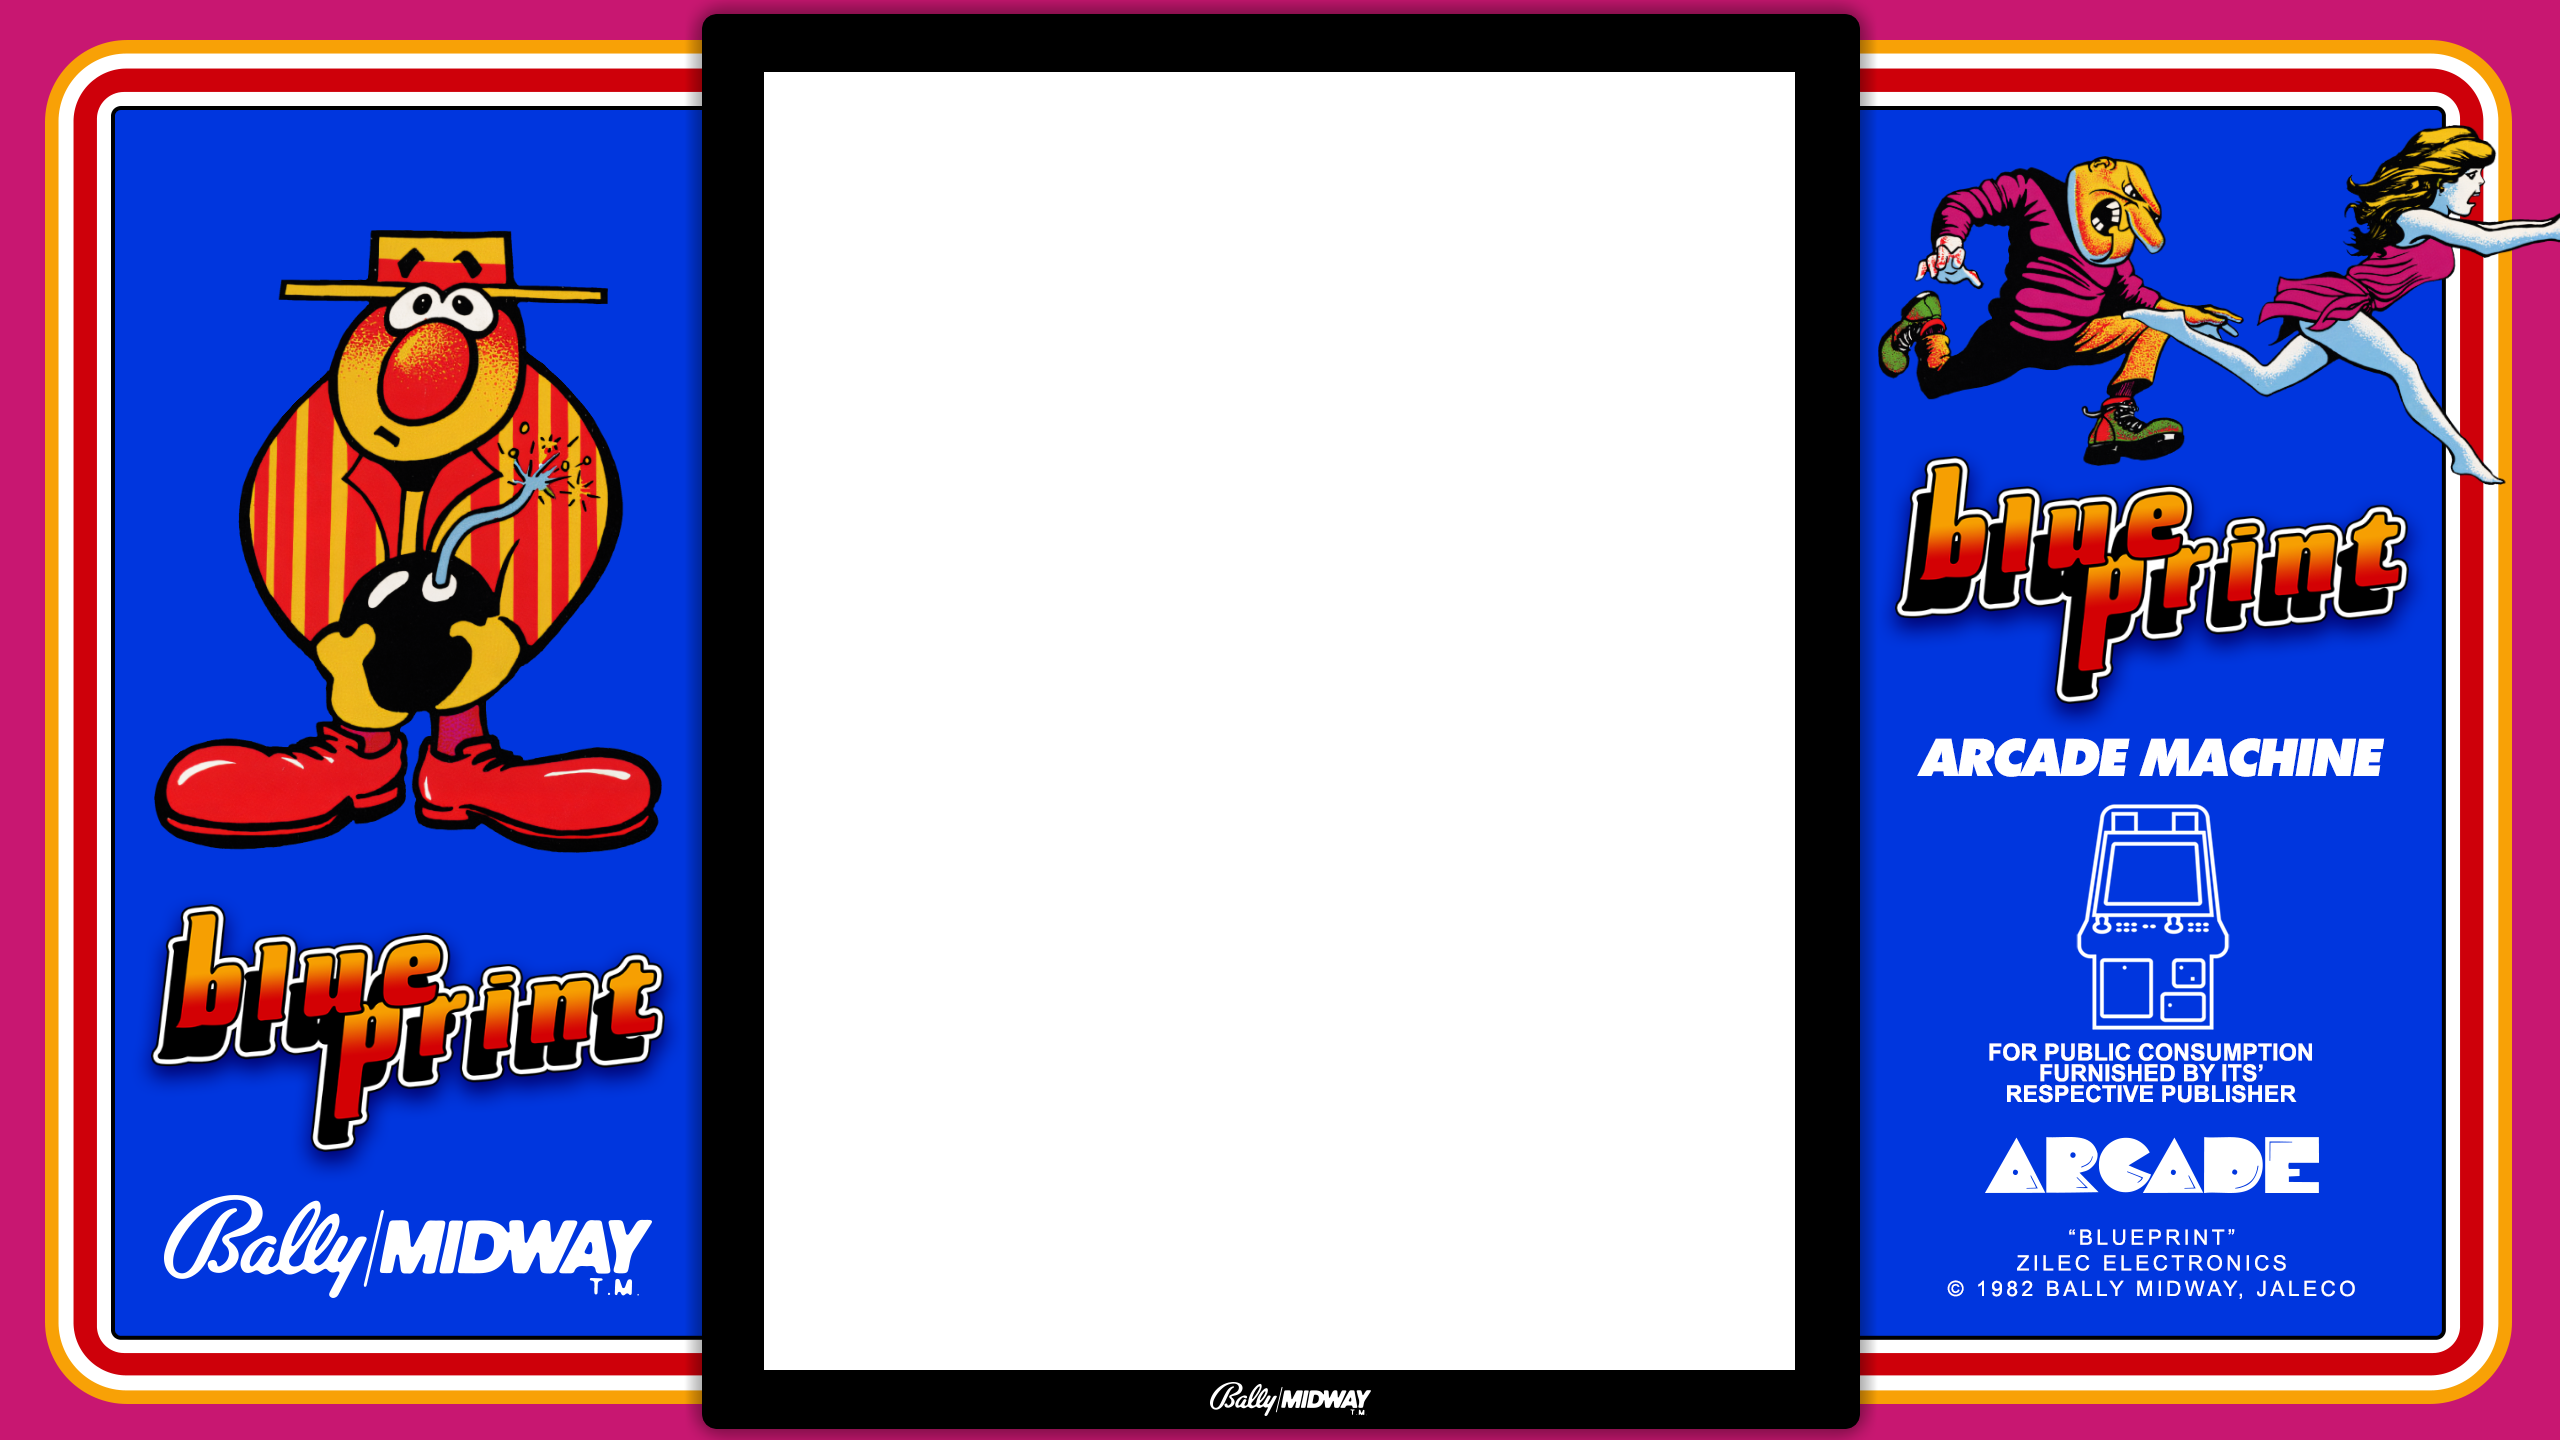 blue
print
Bally/MIDWAY
T.M.
Bally/MIDWAY
T.M.
blue
print
ARCADE MACHINE
FOR PUBLIC CONSUMPTION
FURNISHED BY ITS’
RESPECTIVE PUBLISHER
ARCADE
“BLUEPRINT”
ZILEC ELECTRONICS
© 1982 BALLY MIDWAY, JALECO